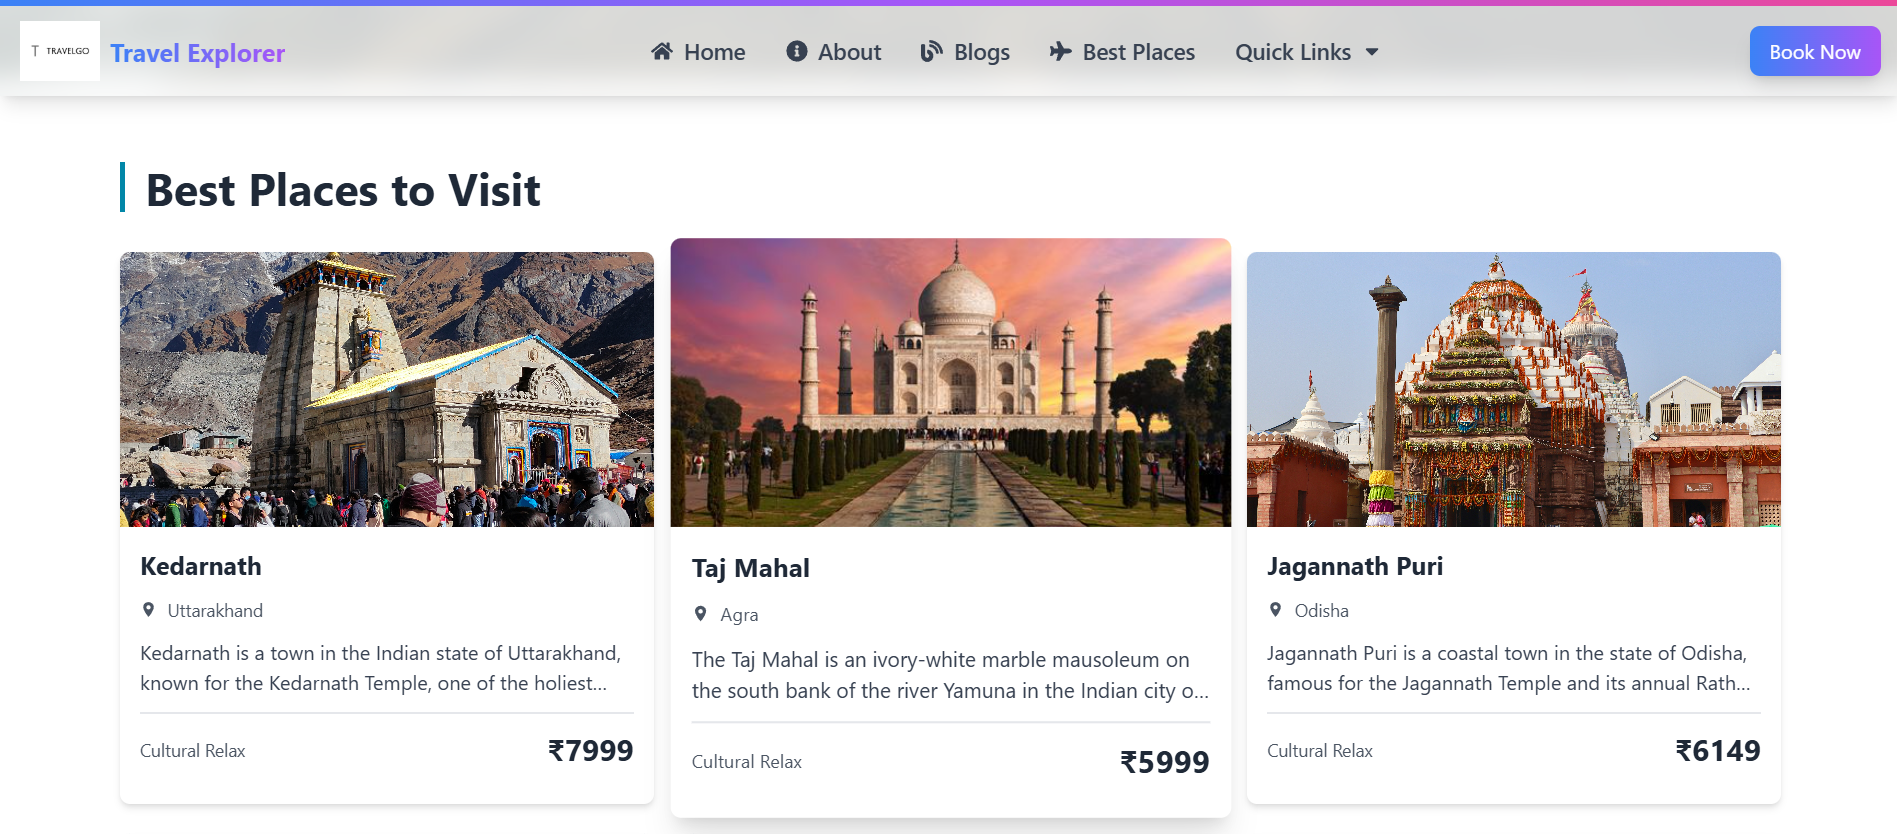 T TRAVELGO
Travel Explorer
Home
About
Blogs
Best Places
Quick Links
Book Now
Best Places to Visit
Kedarnath
Uttarakhand
Kedarnath is a town in the Indian state of Uttarakhand,
known for the Kedarnath Temple, one of the holiest...
Cultural Relax
₹7999
Taj Mahal
Agra
The Taj Mahal is an ivory-white marble mausoleum on
the south bank of the river Yamuna in the Indian city o...
Cultural Relax
₹5999
Jagannath Puri
Odisha
Jagannath Puri is a coastal town in the state of Odisha,
famous for the Jagannath Temple and its annual Rath...
Cultural Relax
₹6149